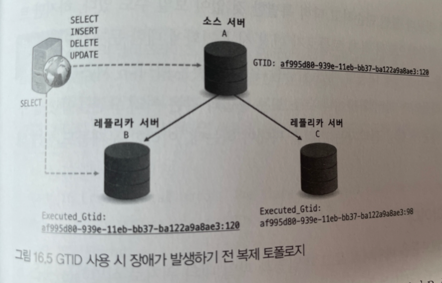 SELECT
INSERT
DELETE
UPDATE
소스 서버
A
GTID: af995d80-939e-11eb-bb37-ba122a9a8ae3:120
SELECT
레플리카 서버
B
레플리카 서버
C
Executed_Gtid:
af995d80-939e-11eb-bb37-ba122a9a8ae3:120
Executed_Gtid:
af995d80-939e-11eb-bb37-ba122a9a8ae3:98
그림 16.5 GTID 사용 시 장애가 발생하기 전 복제 토폴로지